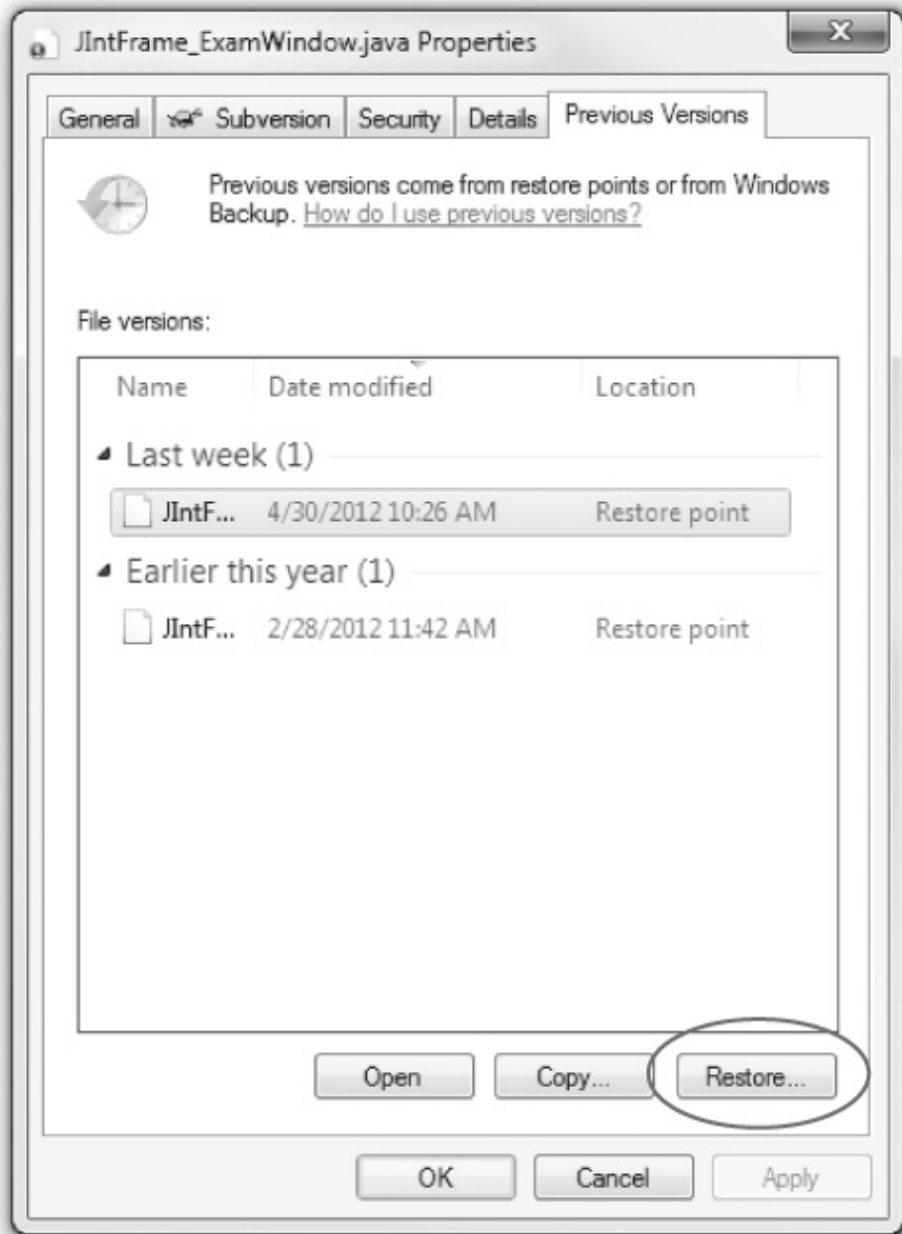 JIntFrame_ExamWindow.java Properties
X
General Subversion Security Details Previous Versions
Previous versions come from restore points or from Windows
Backup. How do I use previous versions?
File versions:
Name Date modified Location
Last week (1)
JIntF... 4/30/2012 10:26 AM Restore point
Earlier this year (1)
JIntF... 2/28/2012 11:42 AM Restore point
Open Copy... Restore...
OK Cancel Apply